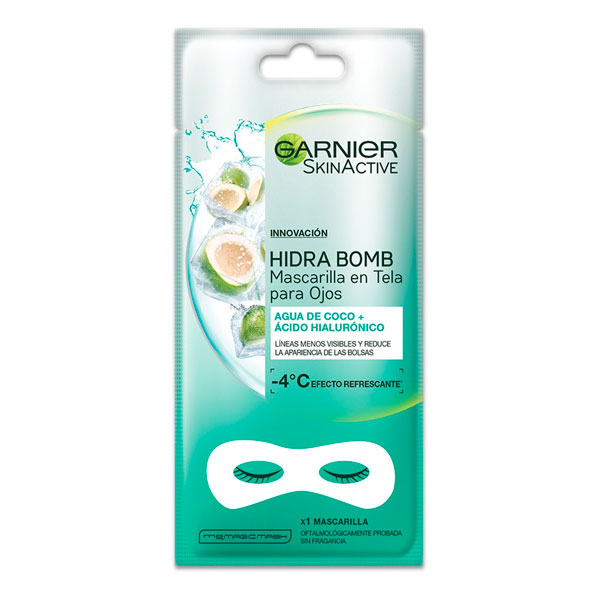 GARNIER
SKINACTIVE
INNOVACIÓN
HIDRA BOMB
Mascarilla en Tela
para Ojos
AGUA DE COCO +
ÁCIDO HIALURÓNICO
LÍNEAS MENOS VISIBLES Y REDUCE
LA APARIENCIA DE LAS BOLSAS
-4°C EFECTO REFRESCANTE*
x1 MASCARILLA
OFTALMOLÓGICAMENTE PROBADA
SIN FRAGANCIA